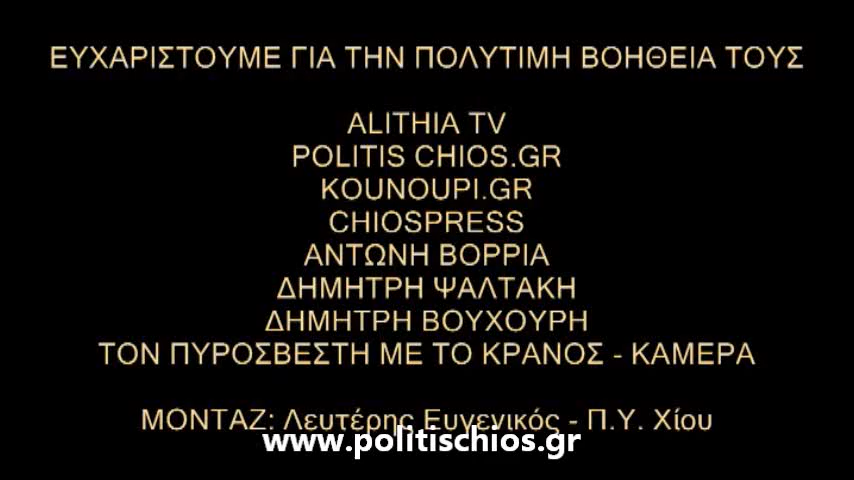 ΕΥΧΑΡΙΣΤΟΥΜΕ ΓΙΑ ΤΗΝ ΠΟΛΥΤΙΜΗ ΒΟΗΘΕΙΑ ΤΟΥΣ
ALITHIA TV
POLITIS CHIOS.GR
KOUNOUPI.GR
CHIOSPRESS
ΑΝΤΩΝΗ ΒΟΡΡΙΑ
ΔΗΜΗΤΡΗ ΨΑΛΤΑΚΗ
ΔΗΜΗΤΡΗ ΒΟΥΧΟΥΡΗ
ΤΟΝ ΠΥΡΟΣΒΕΣΤΗ ΜΕ ΤΟ ΚΡΑΝΟΣ - ΚΑΜΕΡΑ
ΜΟΝΤΑΖ: Λευτέρης Ευγενικός - Π.Υ. Χίου
www.politischios.gr